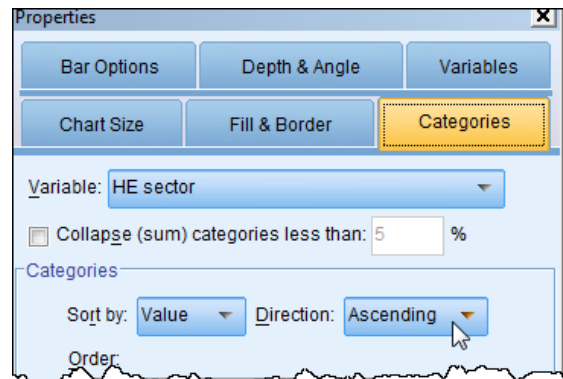 Properties x
Bar Options Depth & Angle Variables
Chart Size Fill & Border Categories
Variable: HE sector
Collapse (sum) categories less than: 5 %
Categories
Sort by: Value Direction: Ascending
Order: